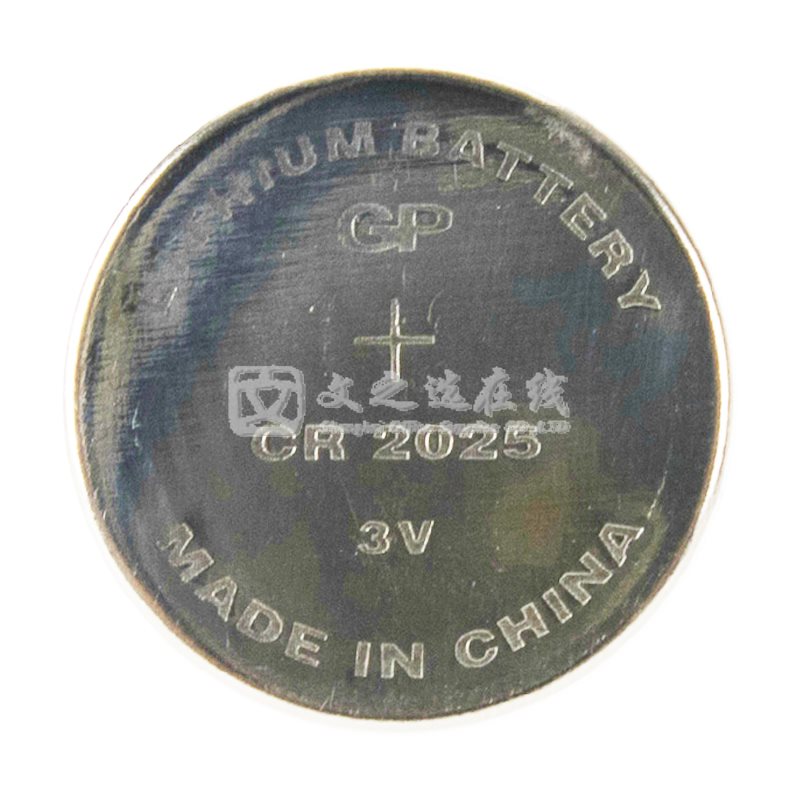 LITHIUM BATTERY
GP
+
文之选在线
CR 2025
3V
MADE IN CHINA